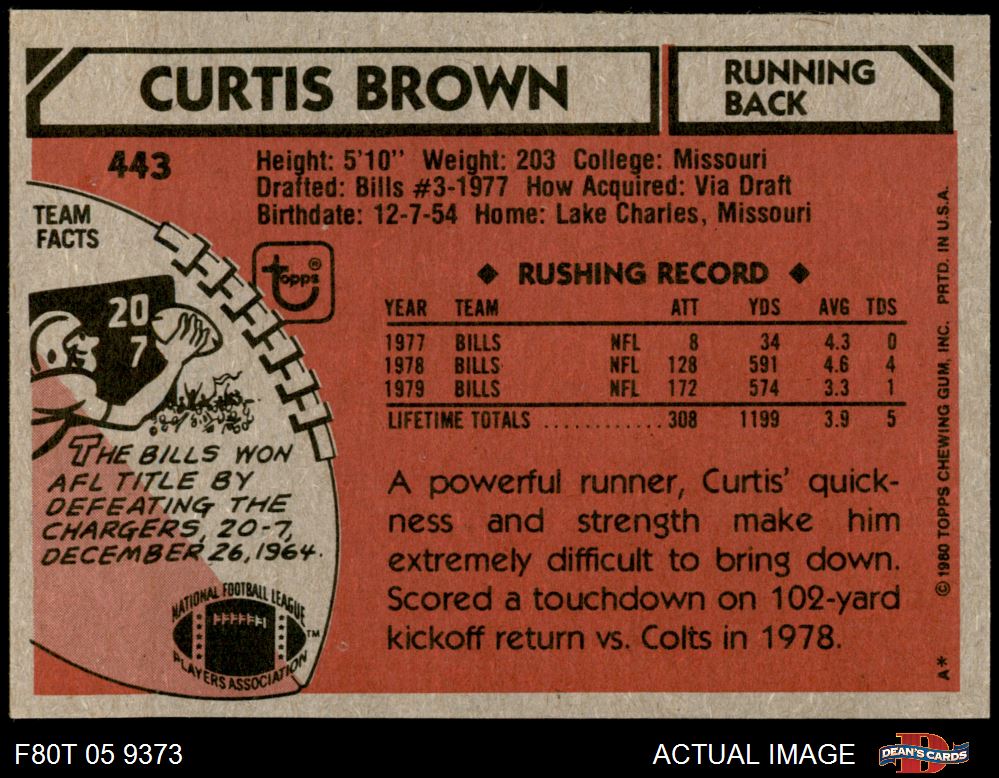 CURTIS BROWN
RUNNING
BACK
443
Height: 5'10" Weight: 203 College: Missouri
Drafted: Bills #3-1977 How Acquired: Via Draft
Birthdate: 12-7-54 Home: Lake Charles, Missouri
TEAM
FACTS
20
7
topps®
THE BILLS WON
AFL TITLE BY
DEFEATING THE
CHARGERS, 20-7,
DECEMBER 26, 1964.
NATIONAL FOOTBALL LEAGUE
PLAYERS ASSOCIATION
TM
◆ RUSHING RECORD ◆
YEAR TEAM ATT YDS AVG TDS
1977 BILLS NFL 8 34 4.3 0
1978 BILLS NFL 128 591 4.6 4
1979 BILLS NFL 172 574 3.3 1
LIFETIME TOTALS ............ 308 1199 3.9 5
A powerful runner, Curtis' quick-
ness and strength make him
extremely difficult to bring down.
Scored a touchdown on 102-yard
kickoff return vs. Colts in 1978.
A* © 1980 TOPPS CHEWING GUM, INC. PRTD. IN U.S.A.
F80T 05 9373
ACTUAL IMAGE
D
DEAN'S CARDS